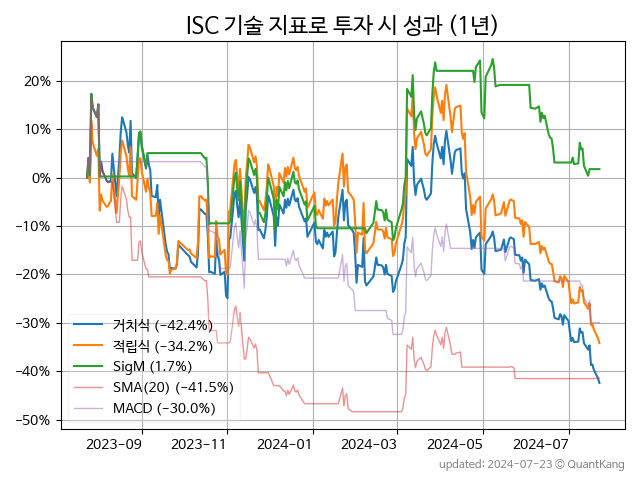 ISC 기술 지표로 투자 시 성과 (1년)
20%
10%
0%
−10%
−20%
−30%
−40%
−50%
거치식 (−42.4%)
적립식 (−34.2%)
SigM (1.7%)
SMA(20) (−41.5%)
MACD (−30.0%)
2023−09 2023−11 2024−01 2024−03 2024−05 2024−07
updated: 2024-07-23 © QuantKang